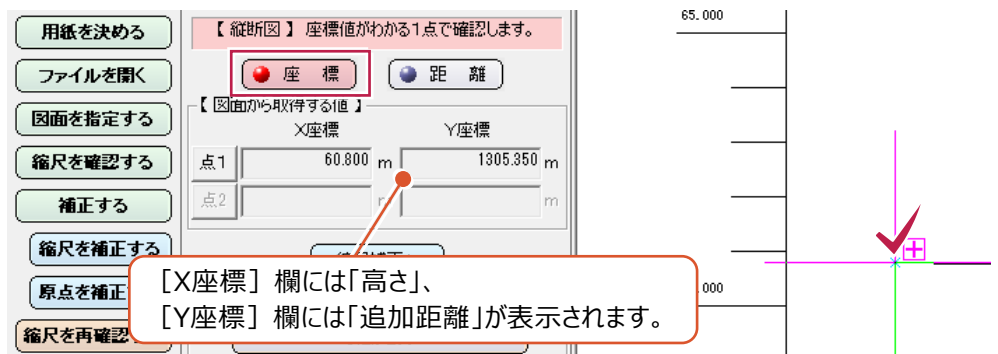 用紙を決める
ファイルを開く
図面を指定する
縮尺を確認する
補正する
縮尺を補正する
原点を補正
縮尺を再確認
【 縦断図 】 座標値がわかる1点で確認します。
座 標
距 離
【 図面から取得する値 】
X座標 Y座標
点1 60.800 m 1305.350 m
点2 m m
[X座標] 欄には「高さ」、
[Y座標] 欄には「追加距離」が表示されます。
65.000
.000